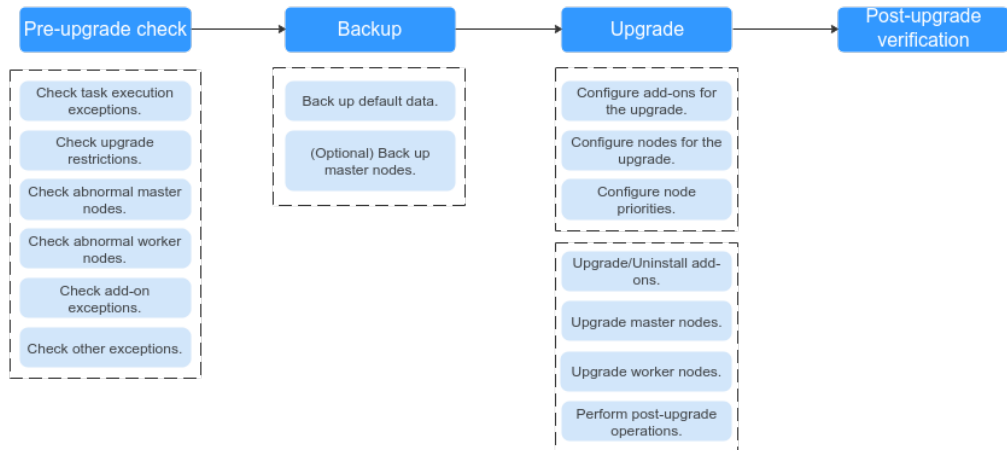 Pre-upgrade check
Backup
Upgrade
Post-upgrade
verification
Check task execution
exceptions.
Check upgrade
restrictions.
Check abnormal master
nodes.
Check abnormal worker
nodes.
Check add-on
exceptions.
Check other exceptions.
Back up default data.
(Optional) Back up
master nodes.
Configure add-ons for
the upgrade.
Configure nodes for the
upgrade.
Configure node
priorities.
Upgrade/Uninstall add-
ons.
Upgrade master nodes.
Upgrade worker nodes.
Perform post-upgrade
operations.